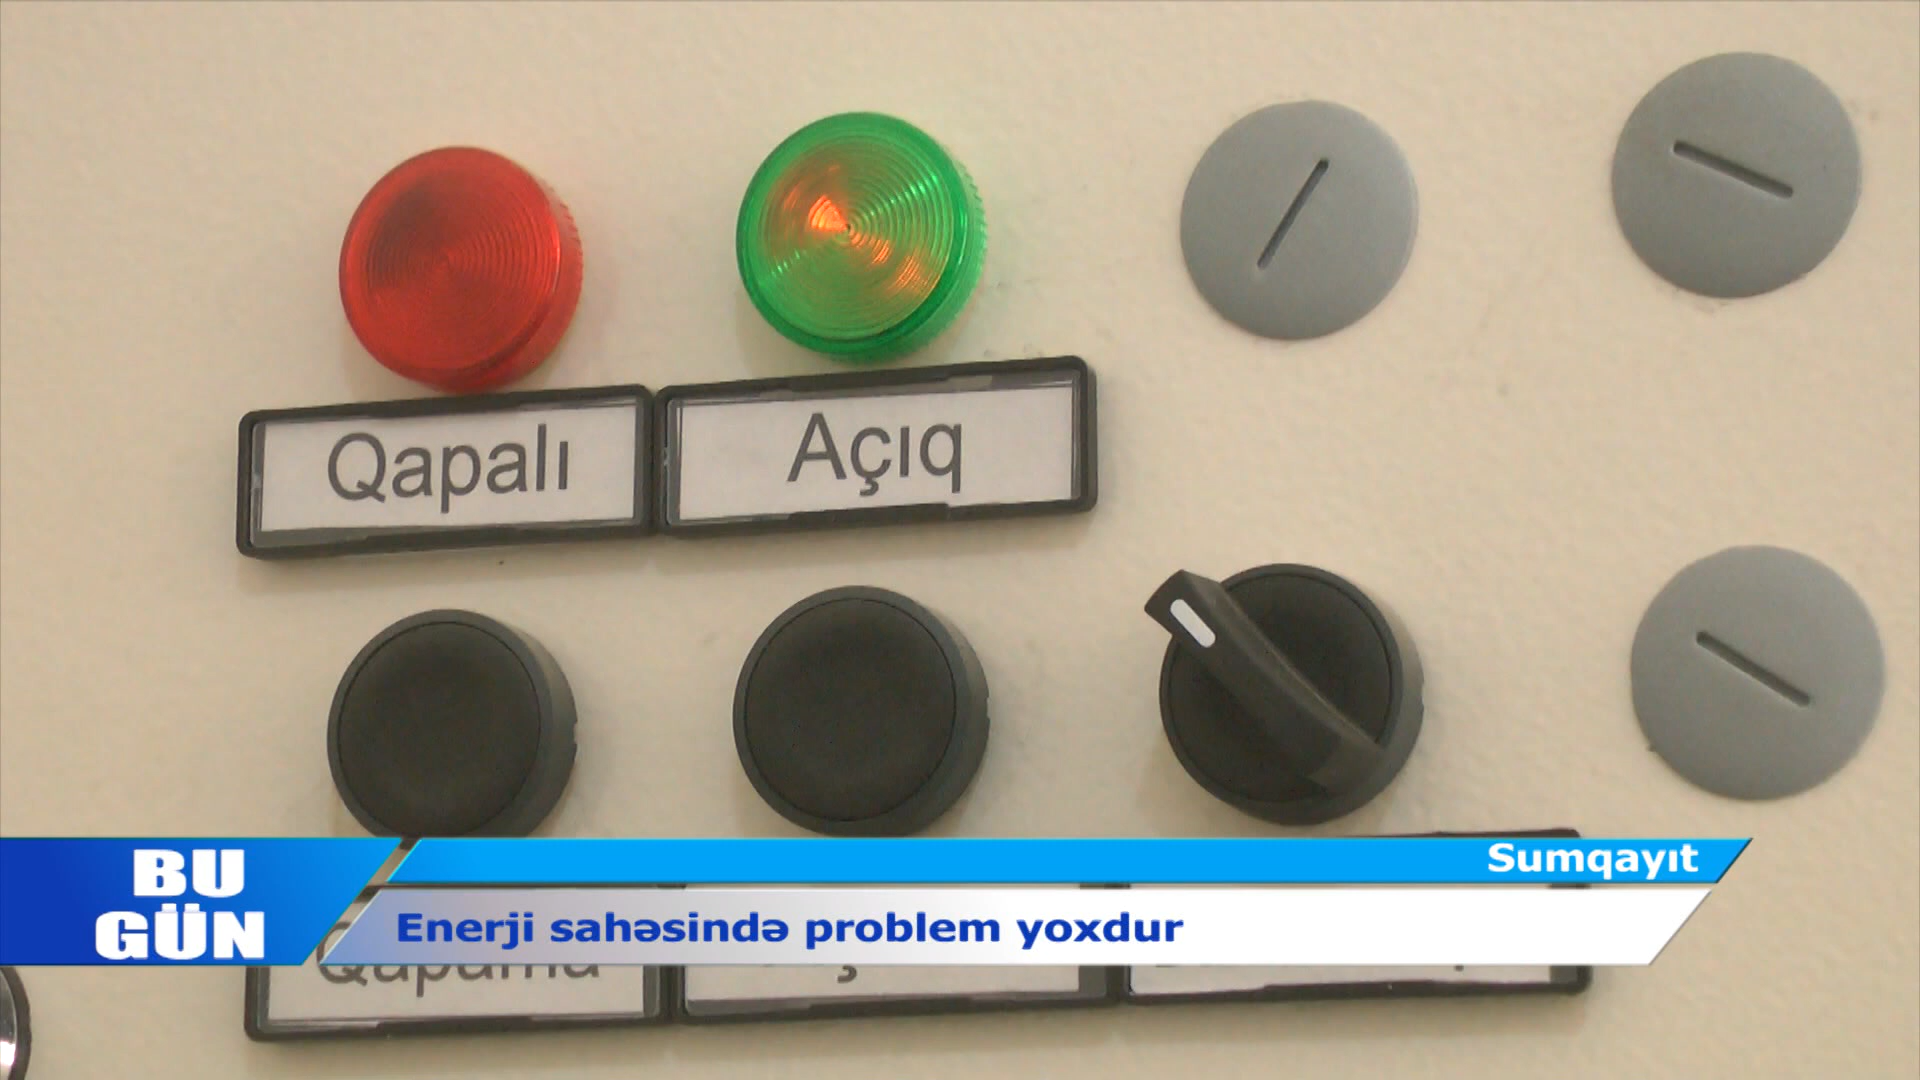 Qapalı
Açıq
BU
GÜN
Sumqayıt
Enerji sahəsində problem yoxdur